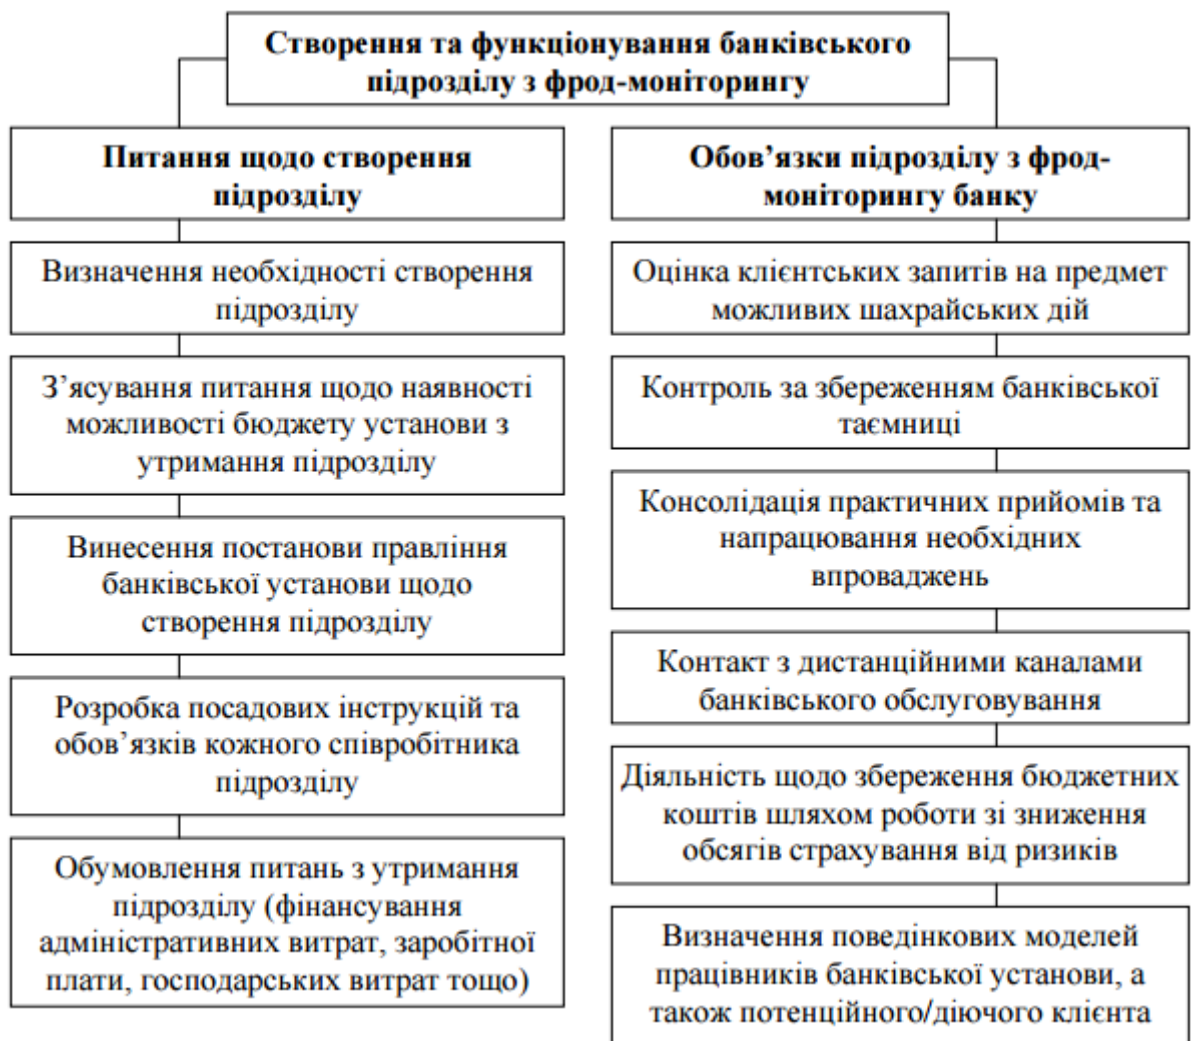 Створення та функціонування банківського
підрозділу з фрод-моніторингу
Питання щодо створення
підрозділу
Визначення необхідності створення
підрозділу
З’ясування питання щодо наявності
можливості бюджету установи з
утримання підрозділу
Винесення постанови правління
банківської установи щодо
створення підрозділу
Розробка посадових інструкцій та
обов’язків кожного співробітника
підрозділу
Обумовлення питань з утримання
підрозділу (фінансування
адміністративних витрат, заробітної
плати, господарських витрат тощо)
Обов’язки підрозділу з фрод-
моніторингу банку
Оцінка клієнтських запитів на предмет
можливих шахрайських дій
Контроль за збереженням банківської
таємниці
Консолідація практичних прийомів та
напрацювання необхідних
впроваджень
Контакт з дистанційними каналами
банківського обслуговування
Діяльність щодо збереження бюджетних
коштів шляхом роботи зі зниження
обсягів страхування від ризиків
Визначення поведінкових моделей
працівників банківської установи, а
також потенційного/діючого клієнта